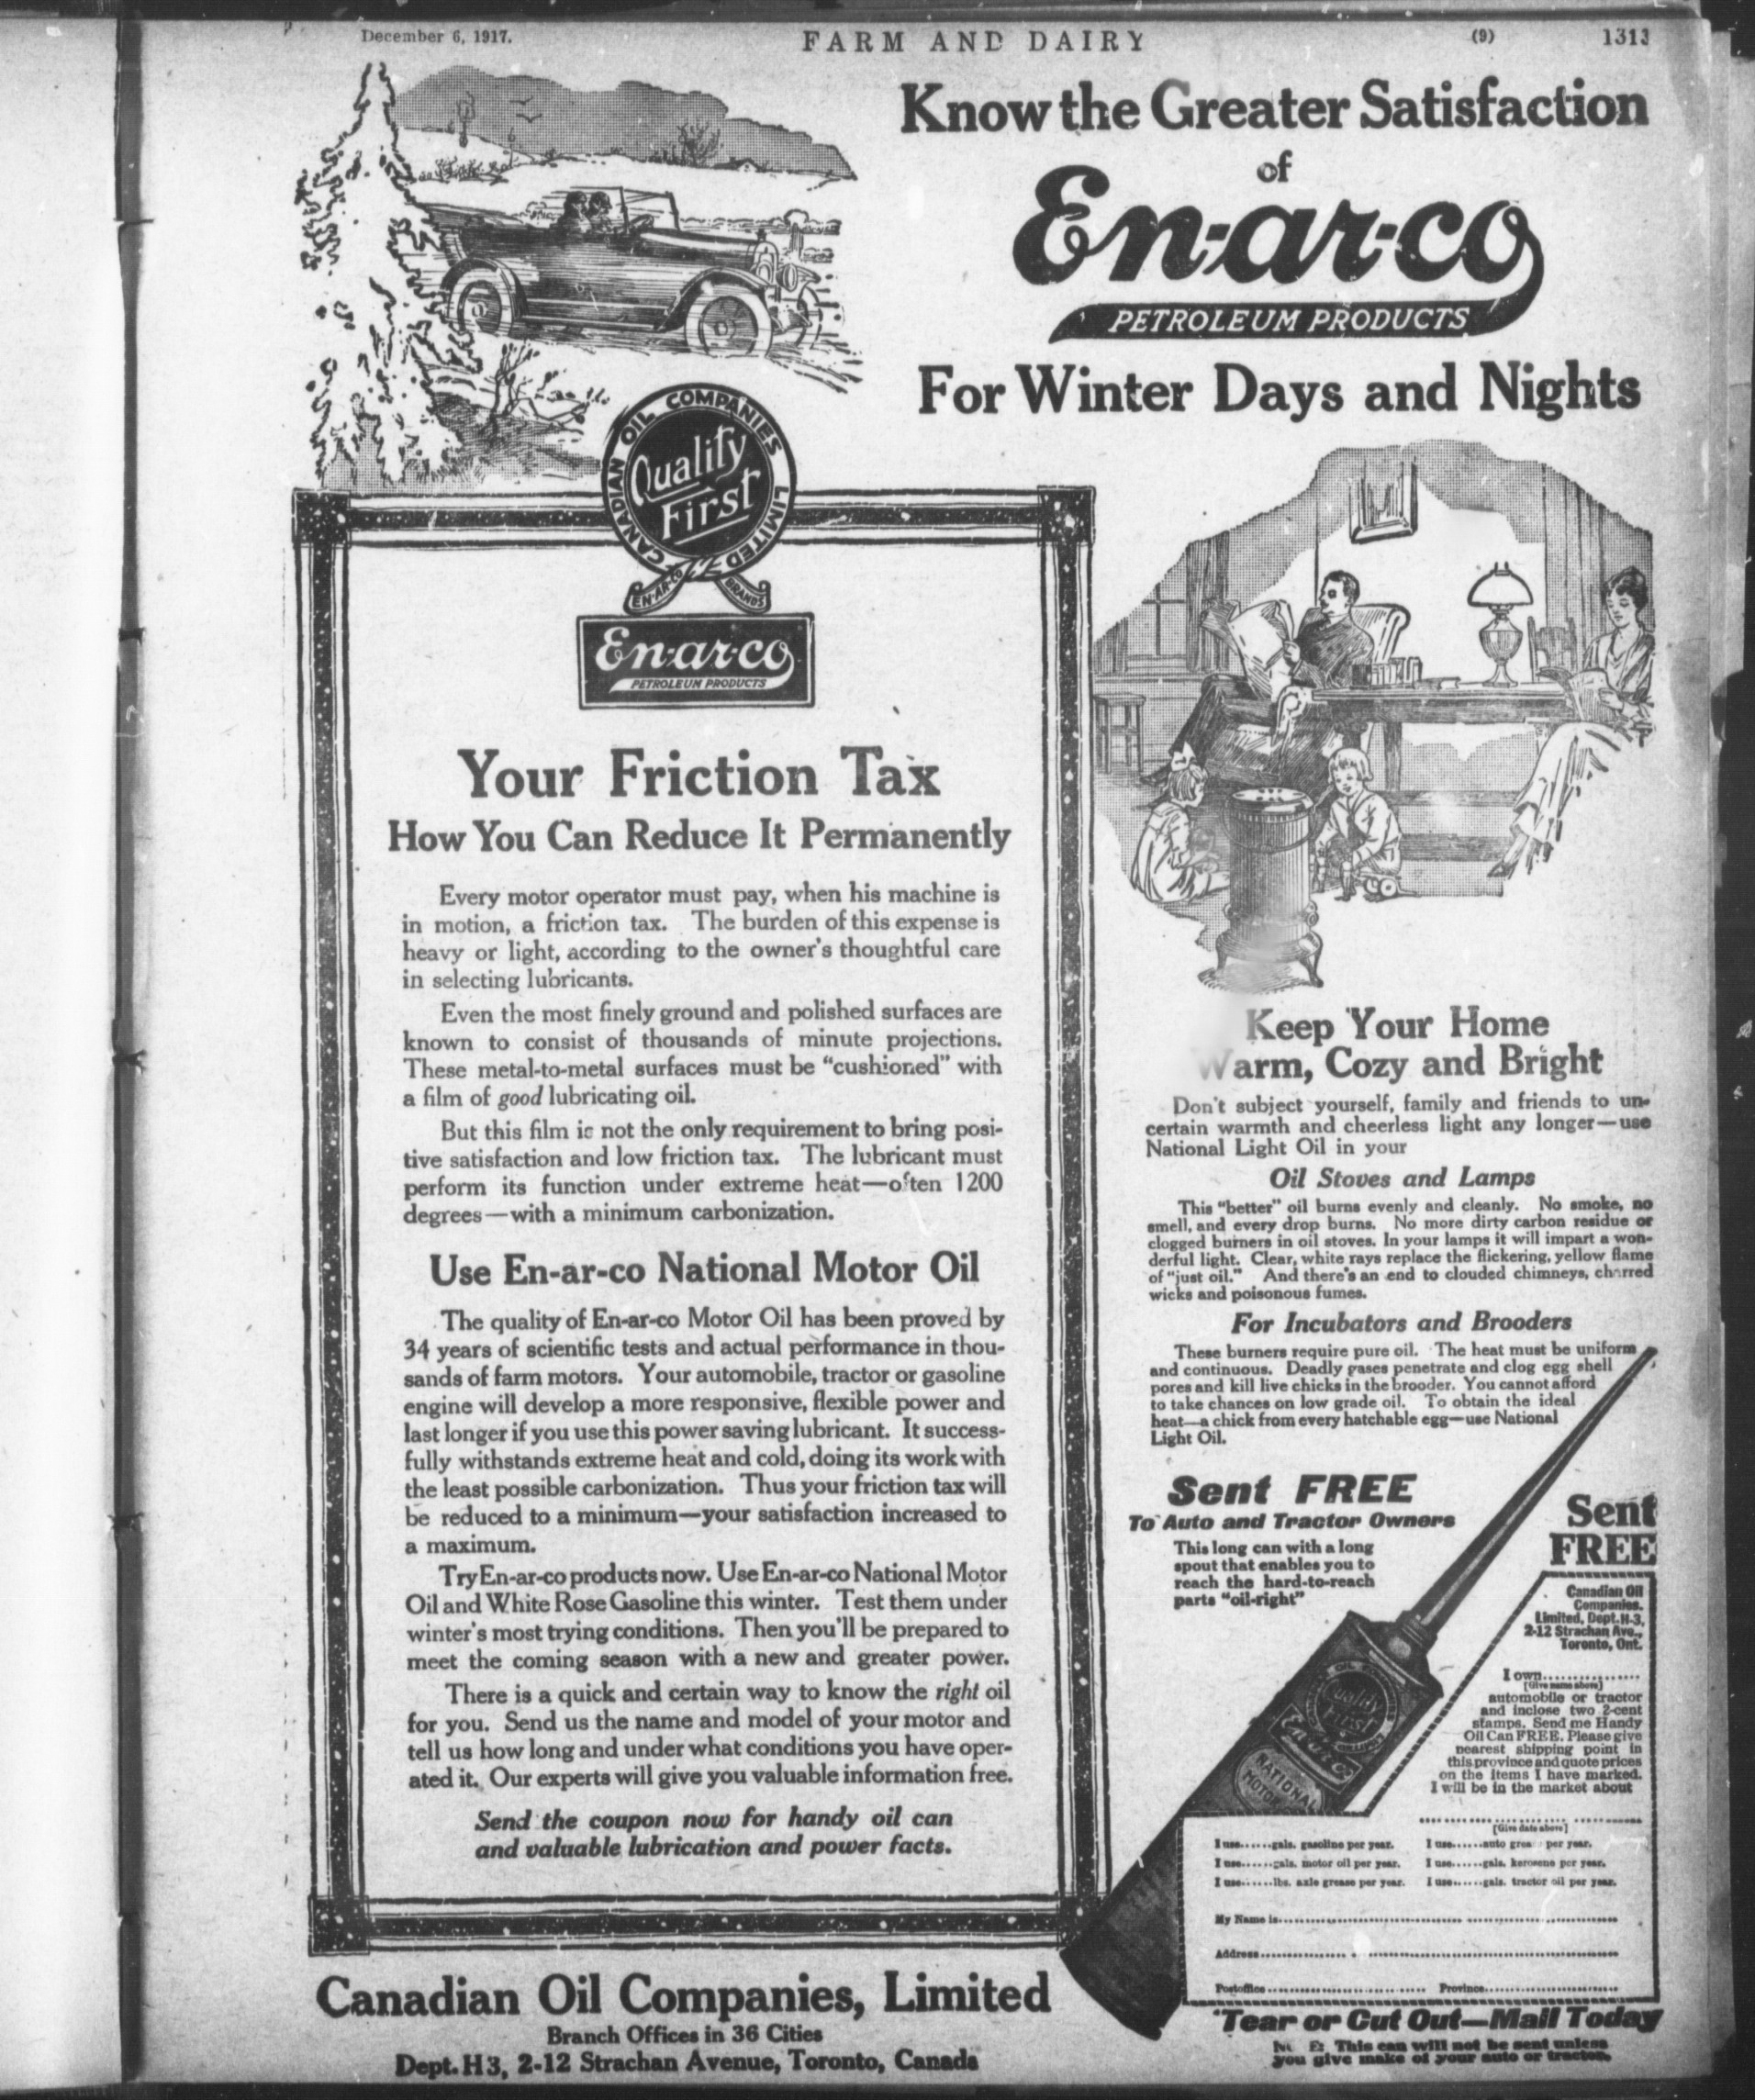 December 6, 1917.
FARM AND DAIRY
(9)
1313
Know the Greater Satisfaction
of
En-ar-co
PETROLEUM PRODUCTS
For Winter Days and Nights
CANADIAN OIL COMPANIES LIMITED
Quality
First
EN-AR-CO BRANDS
En-ar-co
PETROLEUM PRODUCTS
Your Friction Tax
How You Can Reduce It Permanently
Every motor operator must pay, when his machine is
in motion, a friction tax. The burden of this expense is
heavy or light, according to the owner's thoughtful care
in selecting lubricants.
Even the most finely ground and polished surfaces are
known to consist of thousands of minute projections.
These metal-to-metal surfaces must be "cushioned" with
a film of good lubricating oil.
But this film is not the only requirement to bring posi-
tive satisfaction and low friction tax. The lubricant must
perform its function under extreme heat—often 1200
degrees—with a minimum carbonization.
Use En-ar-co National Motor Oil
The quality of En-ar-co Motor Oil has been proved by
34 years of scientific tests and actual performance in thou-
sands of farm motors. Your automobile, tractor or gasoline
engine will develop a more responsive, flexible power and
last longer if you use this power saving lubricant. It success-
fully withstands extreme heat and cold, doing its work with
the least possible carbonization. Thus your friction tax will
be reduced to a minimum—your satisfaction increased to
a maximum.
Try En-ar-co products now. Use En-ar-co National Motor
Oil and White Rose Gasoline this winter. Test them under
winter's most trying conditions. Then you'll be prepared to
meet the coming season with a new and greater power.
There is a quick and certain way to know the right oil
for you. Send us the name and model of your motor and
tell us how long and under what conditions you have oper-
ated it. Our experts will give you valuable information free.
Send the coupon now for handy oil can
and valuable lubrication and power facts.
Canadian Oil Companies, Limited
Branch Offices in 36 Cities
Dept. H3, 2-12 Strachan Avenue, Toronto, Canada
Keep Your Home
Warm, Cozy and Bright
Don't subject yourself, family and friends to un-
certain warmth and cheerless light any longer—use
National Light Oil in your
Oil Stoves and Lamps
This "better" oil burns evenly and cleanly. No smoke, no
smell, and every drop burns. No more dirty carbon residue or
clogged burners in oil stoves. In your lamps it will impart a won-
derful light. Clear, white rays replace the flickering, yellow flame
of "just oil." And there's an end to clouded chimneys, charred
wicks and poisonous fumes.
For Incubators and Brooders
These burners require pure oil. The heat must be uniform
and continuous. Deadly gases penetrate and clog egg shell
pores and kill live chicks in the brooder. You cannot afford
to take chances on low grade oil. To obtain the ideal
heat—a chick from every hatchable egg—use National
Light Oil.
Sent FREE
To Auto and Tractor Owners
This long can with a long
spout that enables you to
reach the hard-to-reach
parts "oil-right"
Quality
First
En-ar-co
NATIONAL
MOTOR
Sent
FREE
Canadian Oil
Companies,
Limited, Dept. H-3,
2-12 Strachan Ave.,
Toronto, Ont.
I own................
[Give name above]
automobile or tractor
and inclose two 2-cent
stamps. Send me Handy
Oil Can FREE. Please give
nearest shipping point in
this province and quote prices
on the items I have marked.
I will be in the market about
[Give date above]
I use......gals. gasoline per year.
I use......auto grea per year.
I use......gals. motor oil per year.
I use......gals. kerosene per year.
I use......lbs. axle grease per year.
I use......gals. tractor oil per year.
My Name is
Address
Postoffice
Province
Tear or Cut Out—Mail Today
This can will not be sent unless
you give make of your auto or tractor.